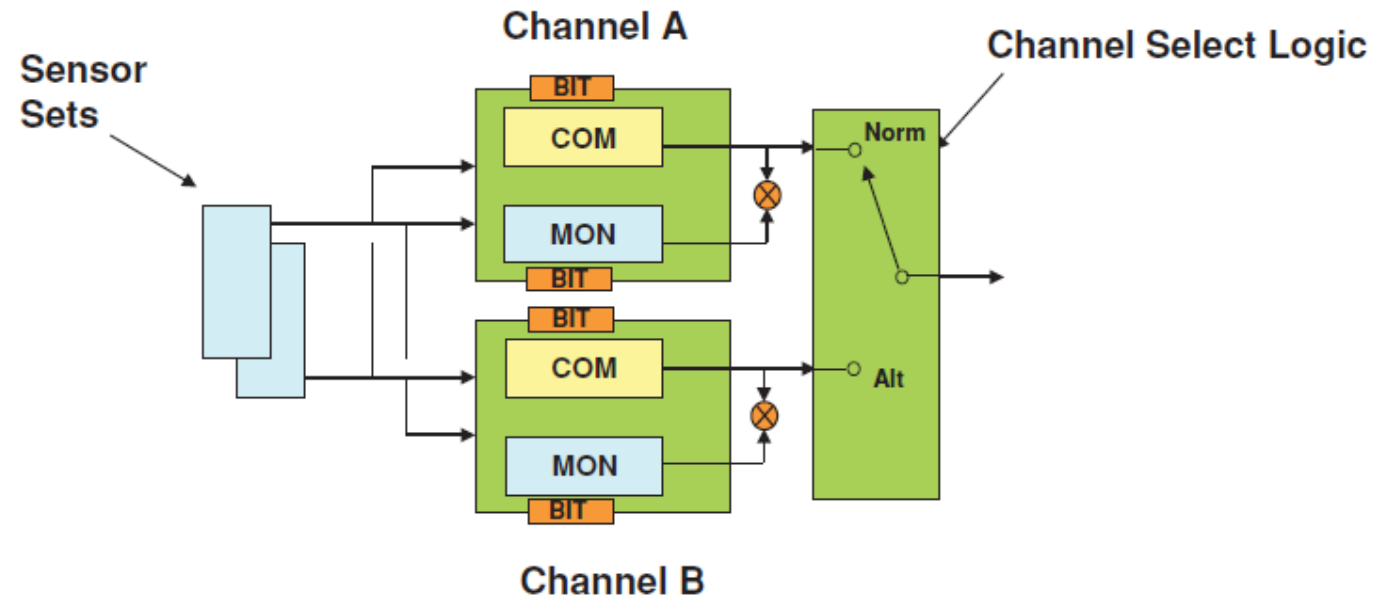 Channel A
Channel Select Logic
Sensor
Sets
BIT
COM
Norm
MON
BIT
BIT
COM
Alt
MON
BIT
Channel B